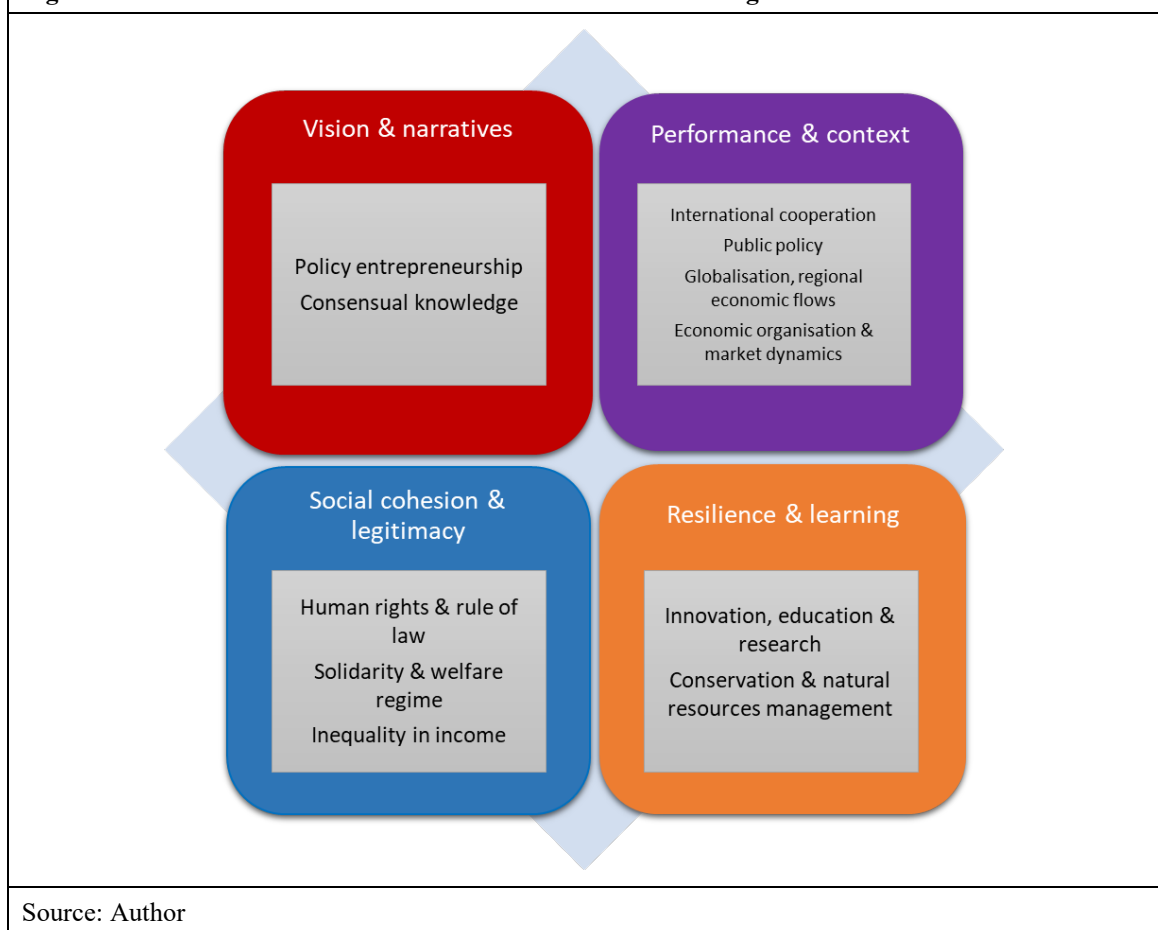 Vision & narratives
Policy entrepreneurship
Consensual knowledge
Performance & context
International cooperation
Public policy
Globalisation, regional
economic flows
Economic organisation &
market dynamics
Social cohesion &
legitimacy
Human rights & rule of
law
Solidarity & welfare
regime
Inequality in income
Resilience & learning
Innovation, education &
research
Conservation & natural
resources management
Source: Author